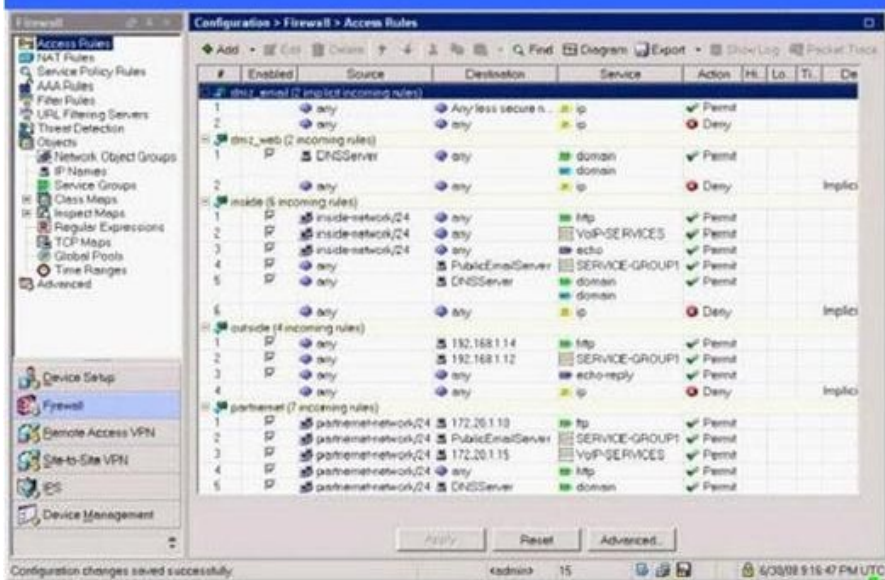 Firewall
Access Rules
NAT Rules
Service Policy Rules
AAA Rules
Filter Rules
URL Filtering Servers
Threat Detection
Objects
Network Object Groups
IP Names
Service Groups
Class Maps
Inspect Maps
Regular Expressions
TCP Maps
Global Pools
Time Ranges
Advanced
Device Setup
Firewall
Remote Access VPN
Site-to-Site VPN
IPS
Device Management
Configuration > Firewall > Access Rules
Add Edit Delete Find Diagram Export Show Log Packet Trace
# Enabled Source Destination Service Action Hi.. Lo.. Ti.. De
dmz_email (2 implicit incoming rules)
1 any Any less secure n... ip Permit
2 any any ip Deny
dmz_web (2 incoming rules)
1 DNSServer any domain Permit
domain
2 any any ip Deny Implici
inside (6 incoming rules)
1 inside-network/24 any http Permit
2 inside-network/24 any VoIP-SERVICES Permit
3 inside-network/24 any echo Permit
4 any PublicEmailServer SERVICE-GROUP1 Permit
5 any DNSServer domain Permit
domain
6 any any ip Deny Implici
outside (4 incoming rules)
1 any 192.168.1.14 http Permit
2 any 192.168.1.12 SERVICE-GROUP1 Permit
3 any any echo-reply Permit
4 any any ip Deny Implici
partnernet (7 incoming rules)
1 partnernet-network/24 172.20.1.10 ftp Permit
2 partnernet-network/24 PublicEmailServer SERVICE-GROUP1 Permit
3 partnernet-network/24 172.20.1.15 VoIP-SERVICES Permit
4 partnernet-network/24 any http Permit
5 partnernet-network/24 DNSServer domain Permit
Apply Reset Advanced...
Configuration changes saved successfully. <admin> 15 6/30/08 9:16:47 PM UTC